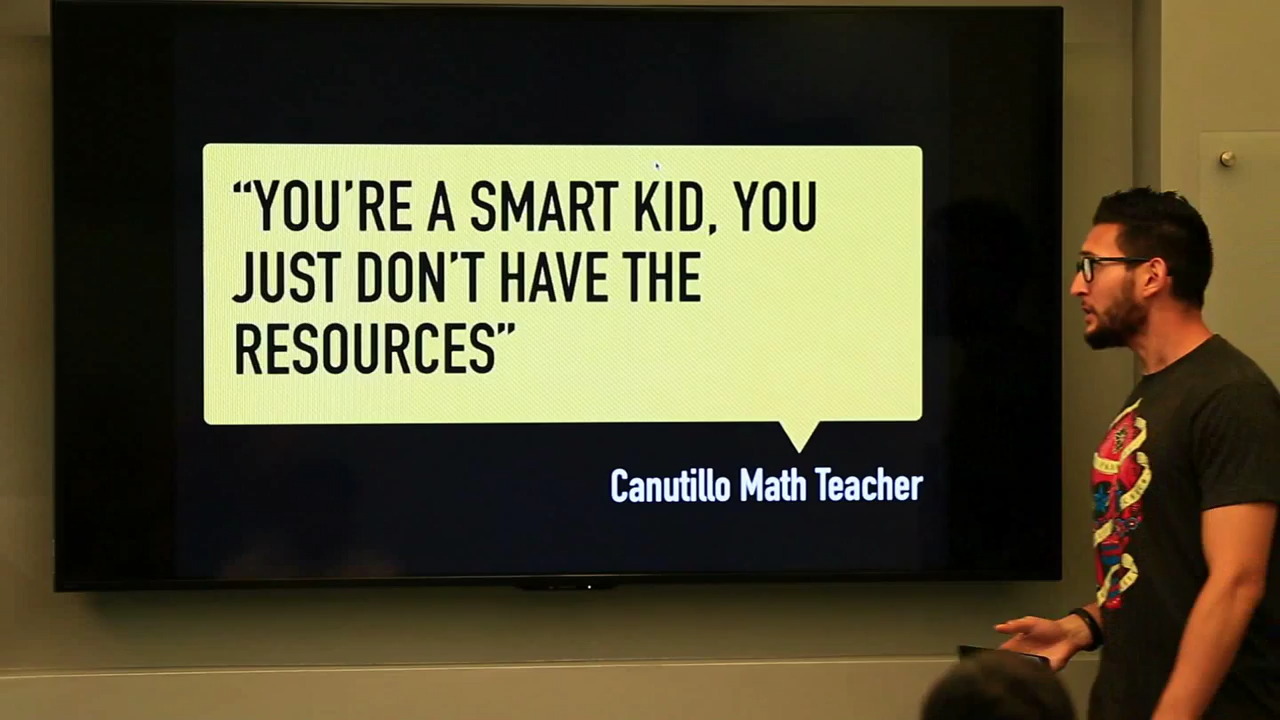 “YOU’RE A SMART KID, YOU
JUST DON’T HAVE THE
RESOURCES”
Canutillo Math Teacher